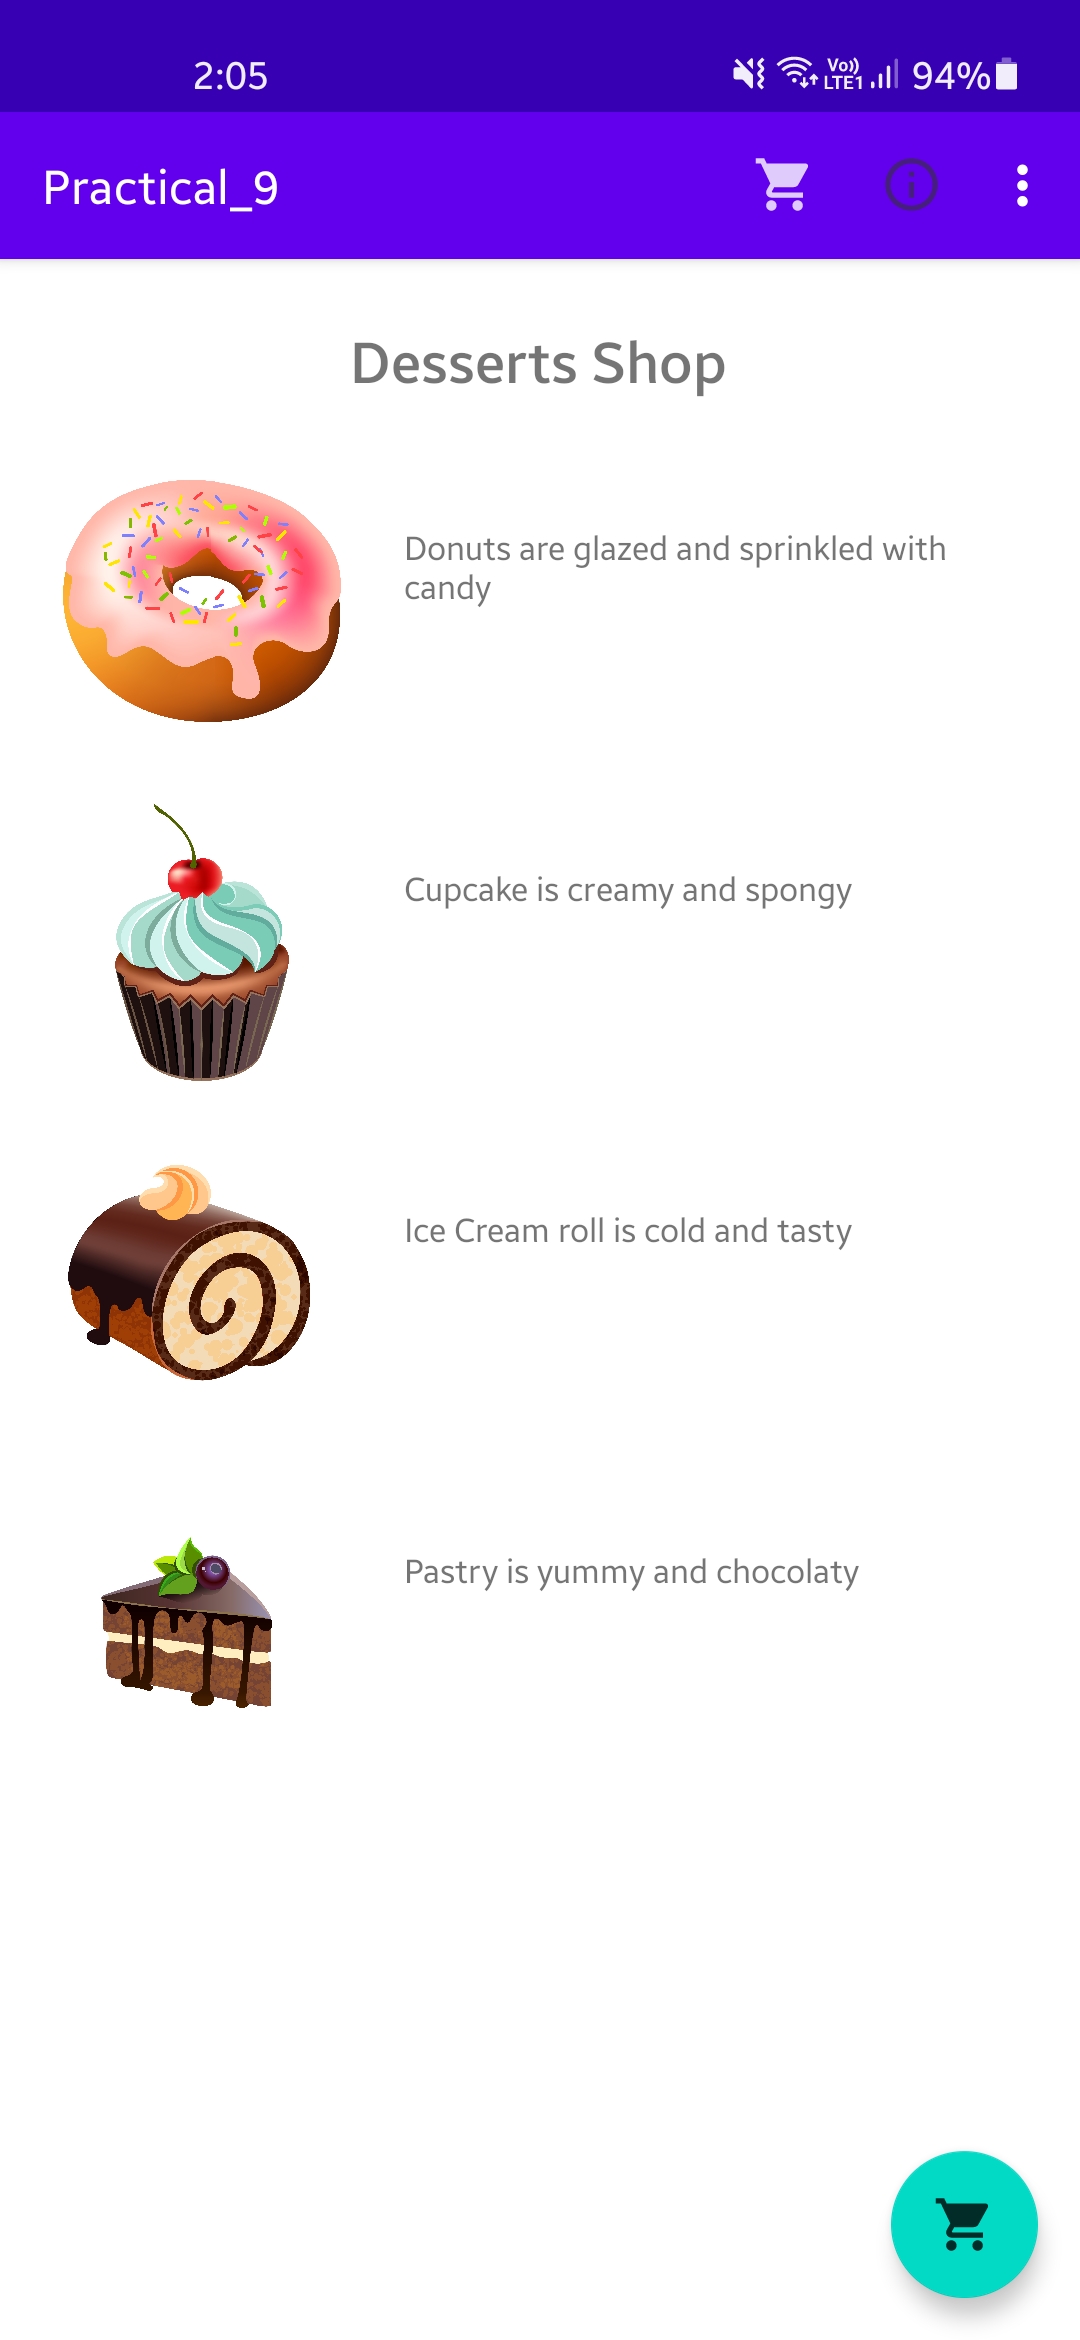 2:05
Vo)) LTE1 94%
Practical_9
Desserts Shop
Donuts are glazed and sprinkled with
candy
Cupcake is creamy and spongy
Ice Cream roll is cold and tasty
Pastry is yummy and chocolaty